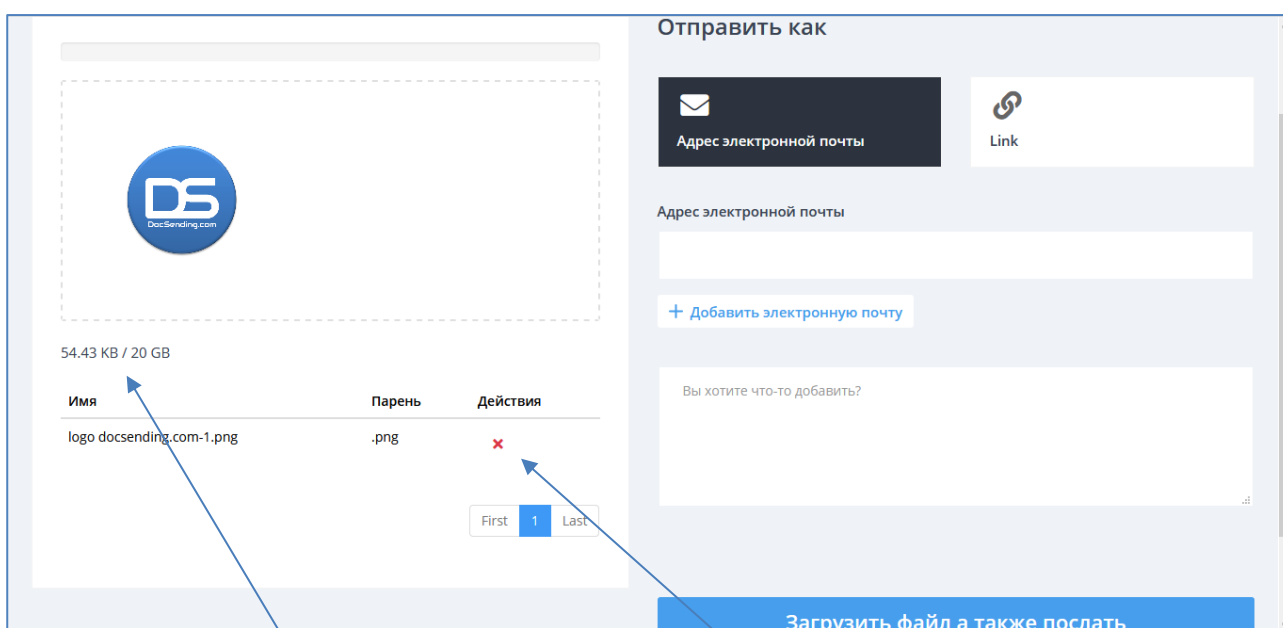 DS
DocSending.com
54.43 KB / 20 GB
Имя Парень Действия
logo docsending.com-1.png .png
First 1 Last
Отправить как
Адрес электронной почты
Link
Адрес электронной почты
+ Добавить электронную почту
Вы хотите что-то добавить?
Загрузить файл а также послать